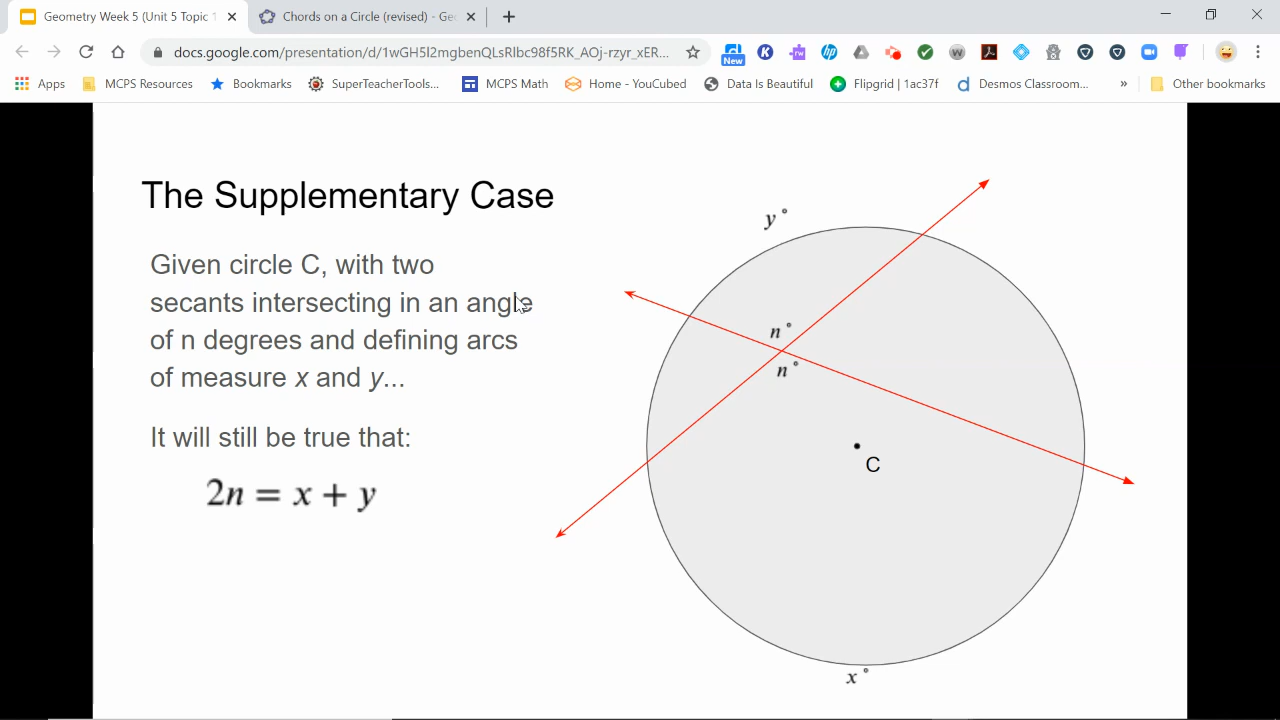 Geometry Week 5 (Unit 5 Topic 1
Chords on a Circle (revised) - Geo
docs.google.com/presentation/d/1wGH5l2mgbenQLsRlbc98f5RK_AOj-rzyr_xER...
New
Apps
MCPS Resources
Bookmarks
SuperTeacherTools...
MCPS Math
Home - YouCubed
Data Is Beautiful
Flipgrid | 1ac37f
Desmos Classroom...
»
Other bookmarks
The Supplementary Case
Given circle C, with two
secants intersecting in an angle
of n degrees and defining arcs
of measure x and y...
It will still be true that:
2n = x + y
y°
n°
n°
C
x°